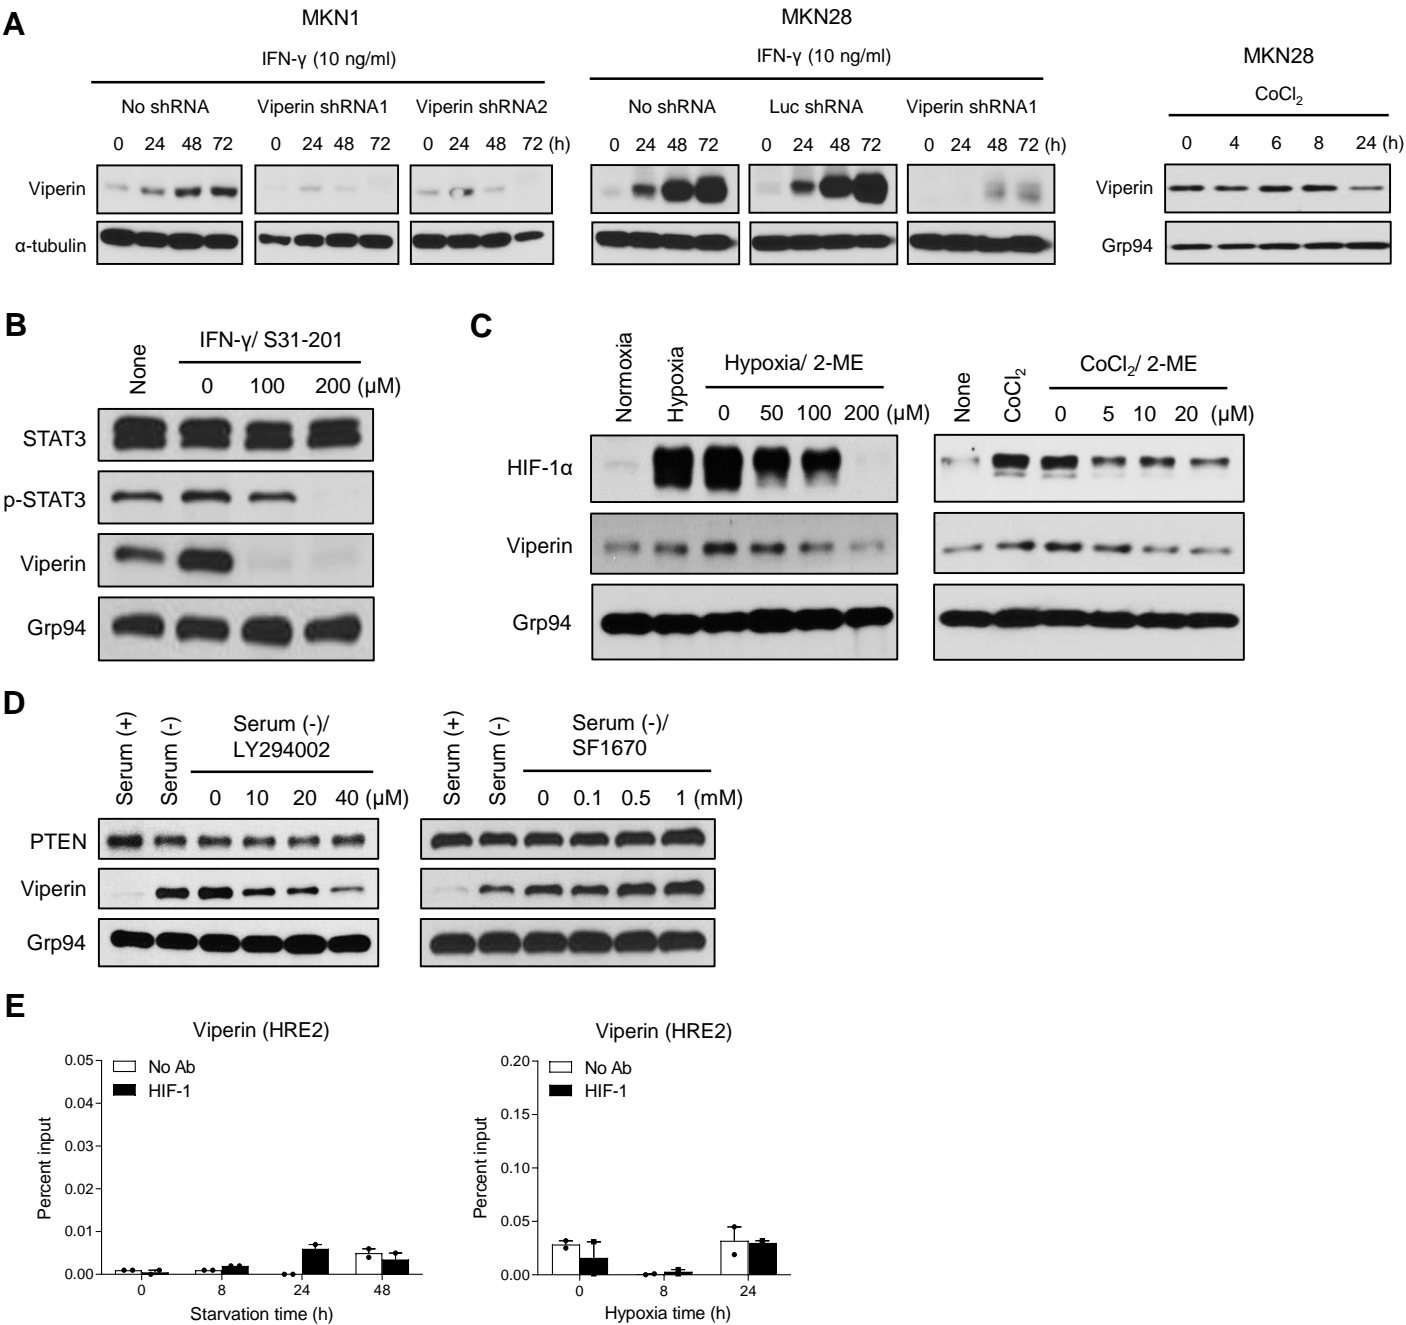 A
MKN1
MKN28
MKN28
IFN-γ (10 ng/ml)
IFN-γ (10 ng/ml)
CoCl₂
No shRNA Viperin shRNA1 Viperin shRNA2
No shRNA Luc shRNA Viperin shRNA1
0 24 48 72 0 24 48 72 0 24 48 72 (h)
0 24 48 72 0 24 48 72 0 24 48 72 (h)
0 4 6 8 24 (h)
Viperin
α-tubulin
Viperin
Grp94
B
None
IFN-γ/ S31-201
0 100 200 (μM)
STAT3
p-STAT3
Viperin
Grp94
C
Normoxia
Hypoxia
Hypoxia/ 2-ME
0 50 100 200 (μM)
None
CoCl₂
CoCl₂/ 2-ME
0 5 10 20 (μM)
HIF-1α
Viperin
Grp94
D
Serum (+)
Serum (-)
Serum (-)/
LY294002
0 10 20 40 (μM)
Serum (+)
Serum (-)
Serum (-)/
SF1670
0 0.1 0.5 1 (mM)
PTEN
Viperin
Grp94
E
Viperin (HRE2)
No Ab
HIF-1
Percent input
0.05
0.04
0.03
0.02
0.01
0.00
0 8 24 48
Starvation time (h)
Viperin (HRE2)
No Ab
HIF-1
Percent input
0.20
0.15
0.10
0.05
0.00
0 8 24
Hypoxia time (h)